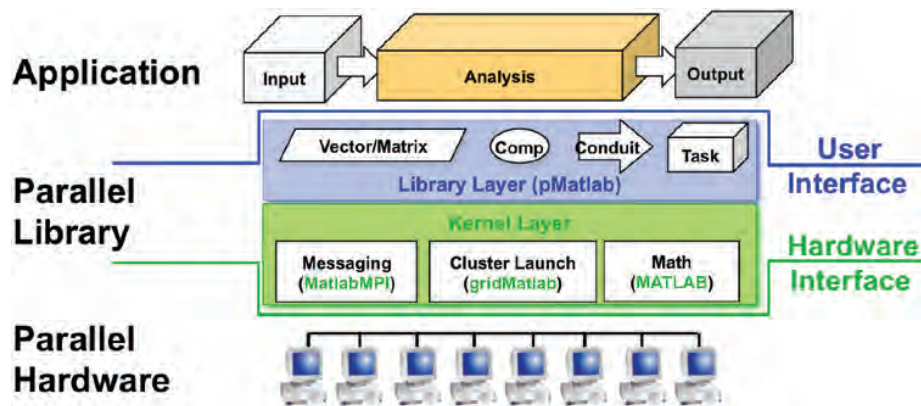 Application
Input
Analysis
Output
Vector/Matrix
Comp
Conduit
Task
Library Layer (pMatlab)
User
Interface
Parallel
Library
Kernel Layer
Messaging
(MatlabMPI)
Cluster Launch
(gridMatlab)
Math
(MATLAB)
Hardware
Interface
Parallel
Hardware